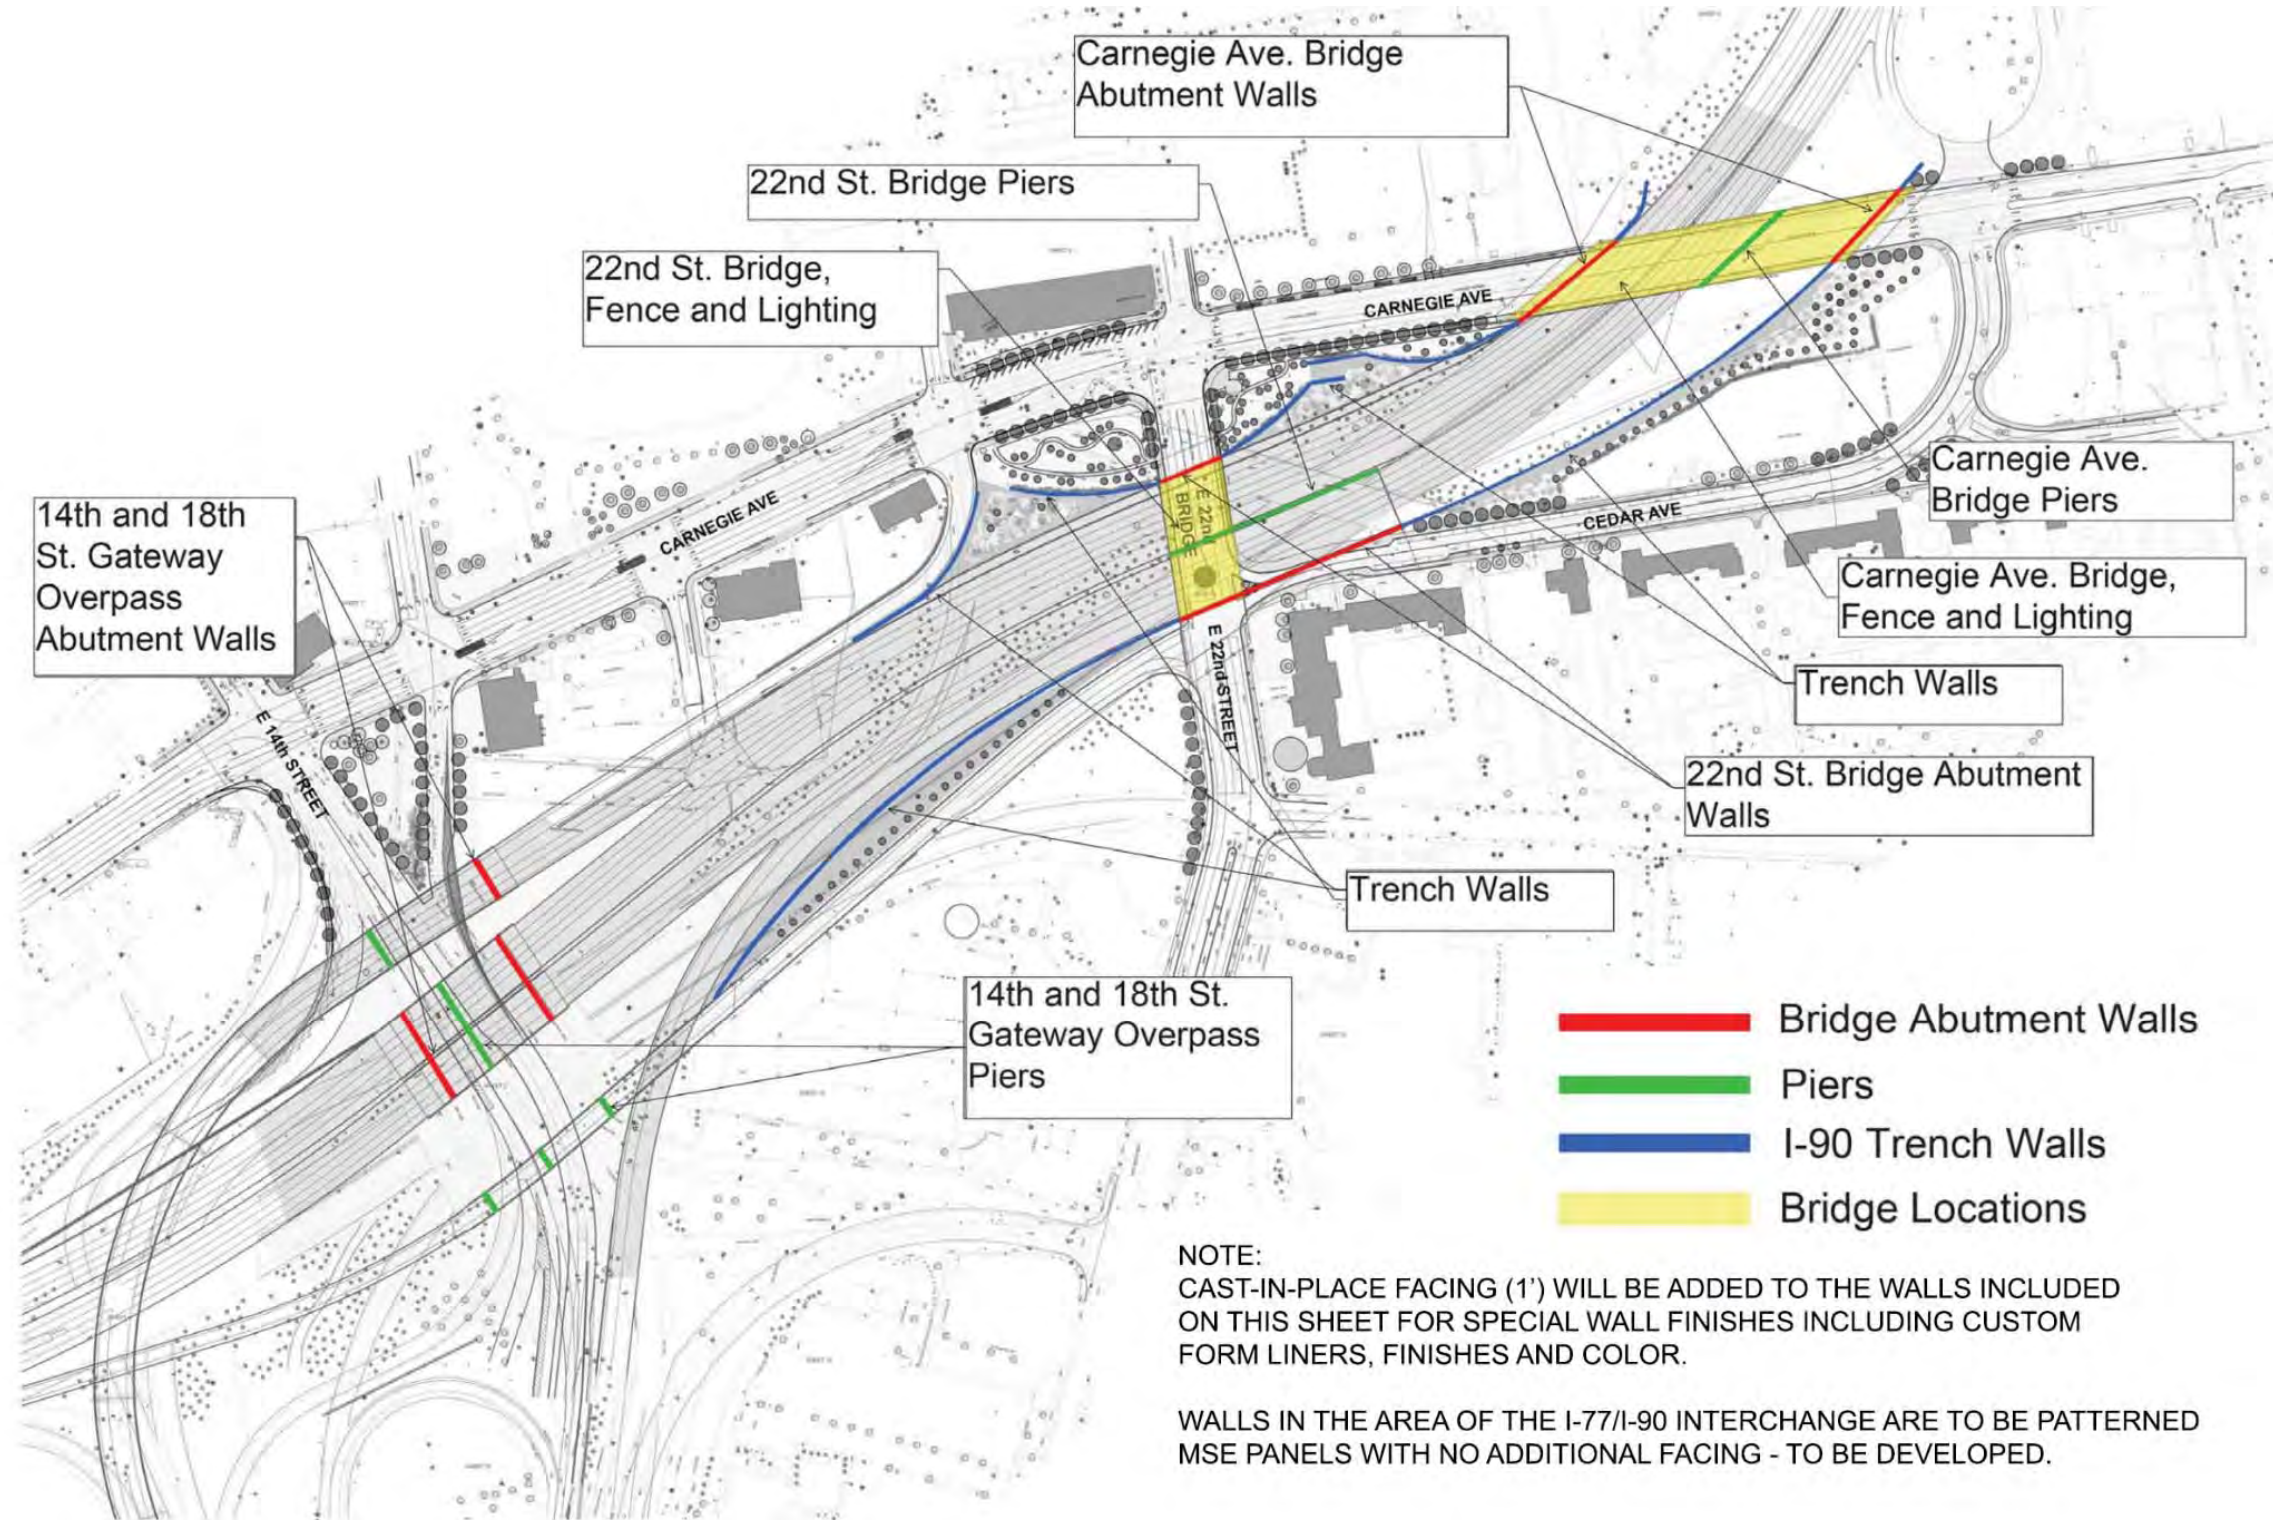 Carnegie Ave. Bridge
Abutment Walls
22nd St. Bridge Piers
22nd St. Bridge,
Fence and Lighting
CARNEGIE AVE
Carnegie Ave.
Bridge Piers
14th and 18th
St. Gateway
Overpass
Abutment Walls
CARNEGIE AVE
E 22nd
BRIDGE
CEDAR AVE
Carnegie Ave. Bridge,
Fence and Lighting
E 14th STREET
E 22nd STREET
Trench Walls
22nd St. Bridge Abutment
Walls
Trench Walls
14th and 18th St.
Gateway Overpass
Piers
Bridge Abutment Walls
Piers
I-90 Trench Walls
Bridge Locations
NOTE:
CAST-IN-PLACE FACING (1’) WILL BE ADDED TO THE WALLS INCLUDED
ON THIS SHEET FOR SPECIAL WALL FINISHES INCLUDING CUSTOM
FORM LINERS, FINISHES AND COLOR.
WALLS IN THE AREA OF THE I-77/I-90 INTERCHANGE ARE TO BE PATTERNED
MSE PANELS WITH NO ADDITIONAL FACING - TO BE DEVELOPED.